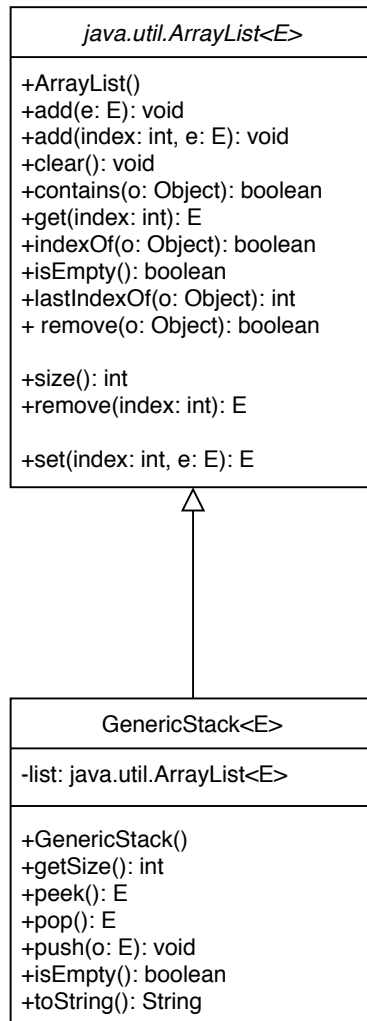 java.util.ArrayList<E>
+ArrayList()
+add(e: E): void
+add(index: int, e: E): void
+clear(): void
+contains(o: Object): boolean
+get(index: int): E
+indexOf(o: Object): boolean
+isEmpty(): boolean
+lastIndexOf(o: Object): int
+ remove(o: Object): boolean
+size(): int
+remove(index: int): E
+set(index: int, e: E): E
GenericStack<E>
-list: java.util.ArrayList<E>
+GenericStack()
+getSize(): int
+peek(): E
+pop(): E
+push(o: E): void
+isEmpty(): boolean
+toString(): String